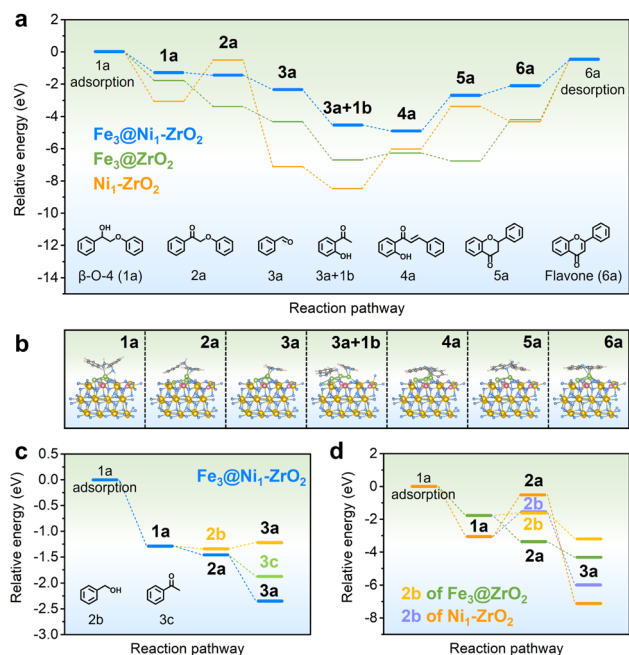 a
2
0
-2
-4
-6
-8
-10
-12
-14
Relative energy (eV)
1a
adsorption
1a
2a
3a
3a+1b
4a
5a
6a
6a
desorption
Fe₃@Ni₁-ZrO₂
Fe₃@ZrO₂
Ni₁-ZrO₂
OH
O
O
O
O
O
OH
O
OH
O
O
O
O
β-O-4 (1a)
2a
3a
3a+1b
4a
5a
Flavone (6a)
Reaction pathway
b
1a
2a
3a
3a+1b
4a
5a
6a
c
0.5
0.0
-0.5
-1.0
-1.5
-2.0
-2.5
-3.0
Relative energy (eV)
1a
adsorption
Fe₃@Ni₁-ZrO₂
1a
2b
2a
3a
3c
3a
OH
O
2b
3c
Reaction pathway
d
2
0
-2
-4
-6
-8
Relative energy (eV)
1a
adsorption
1a
2a
2b
2b
2a
3a
2b of Fe₃@ZrO₂
2b of Ni₁-ZrO₂
Reaction pathway